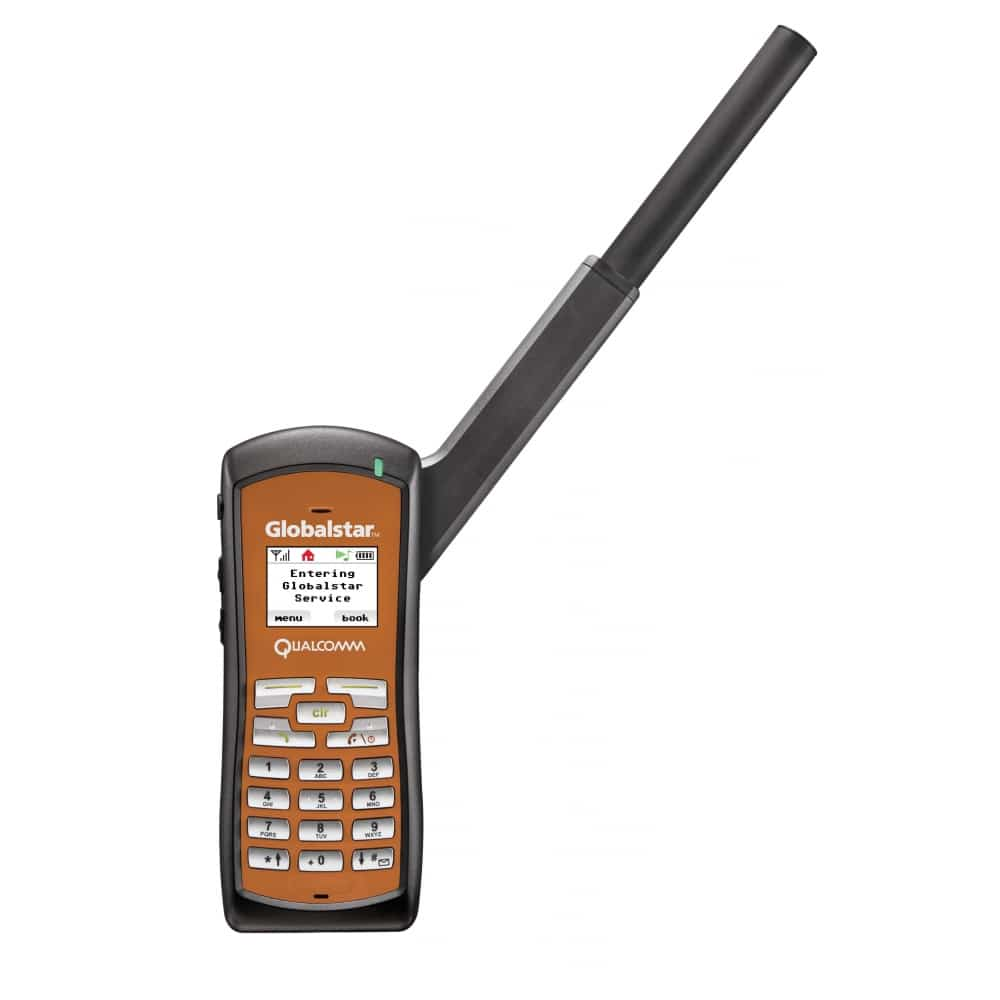 Globalstar™
Entering
Globalstar
Service
menu book
QUALCOMM
clr
1 2 ABC 3 DEF
4 GHI 5 JKL 6 MNO
7 PQRS 8 TUV 9 WXYZ
* + 0 #